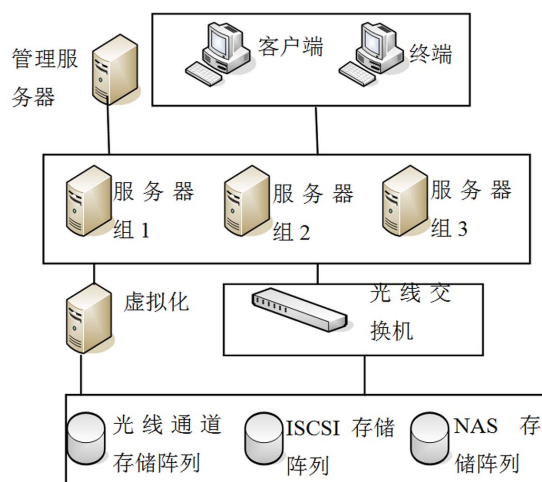 管理服
务器
客户端
终端
服务器
组1
服务器
组2
服务器
组3
虚拟化
光线交
换机
光线通道
存储阵列
ISCSI 存储
阵列
NAS 存
储阵列